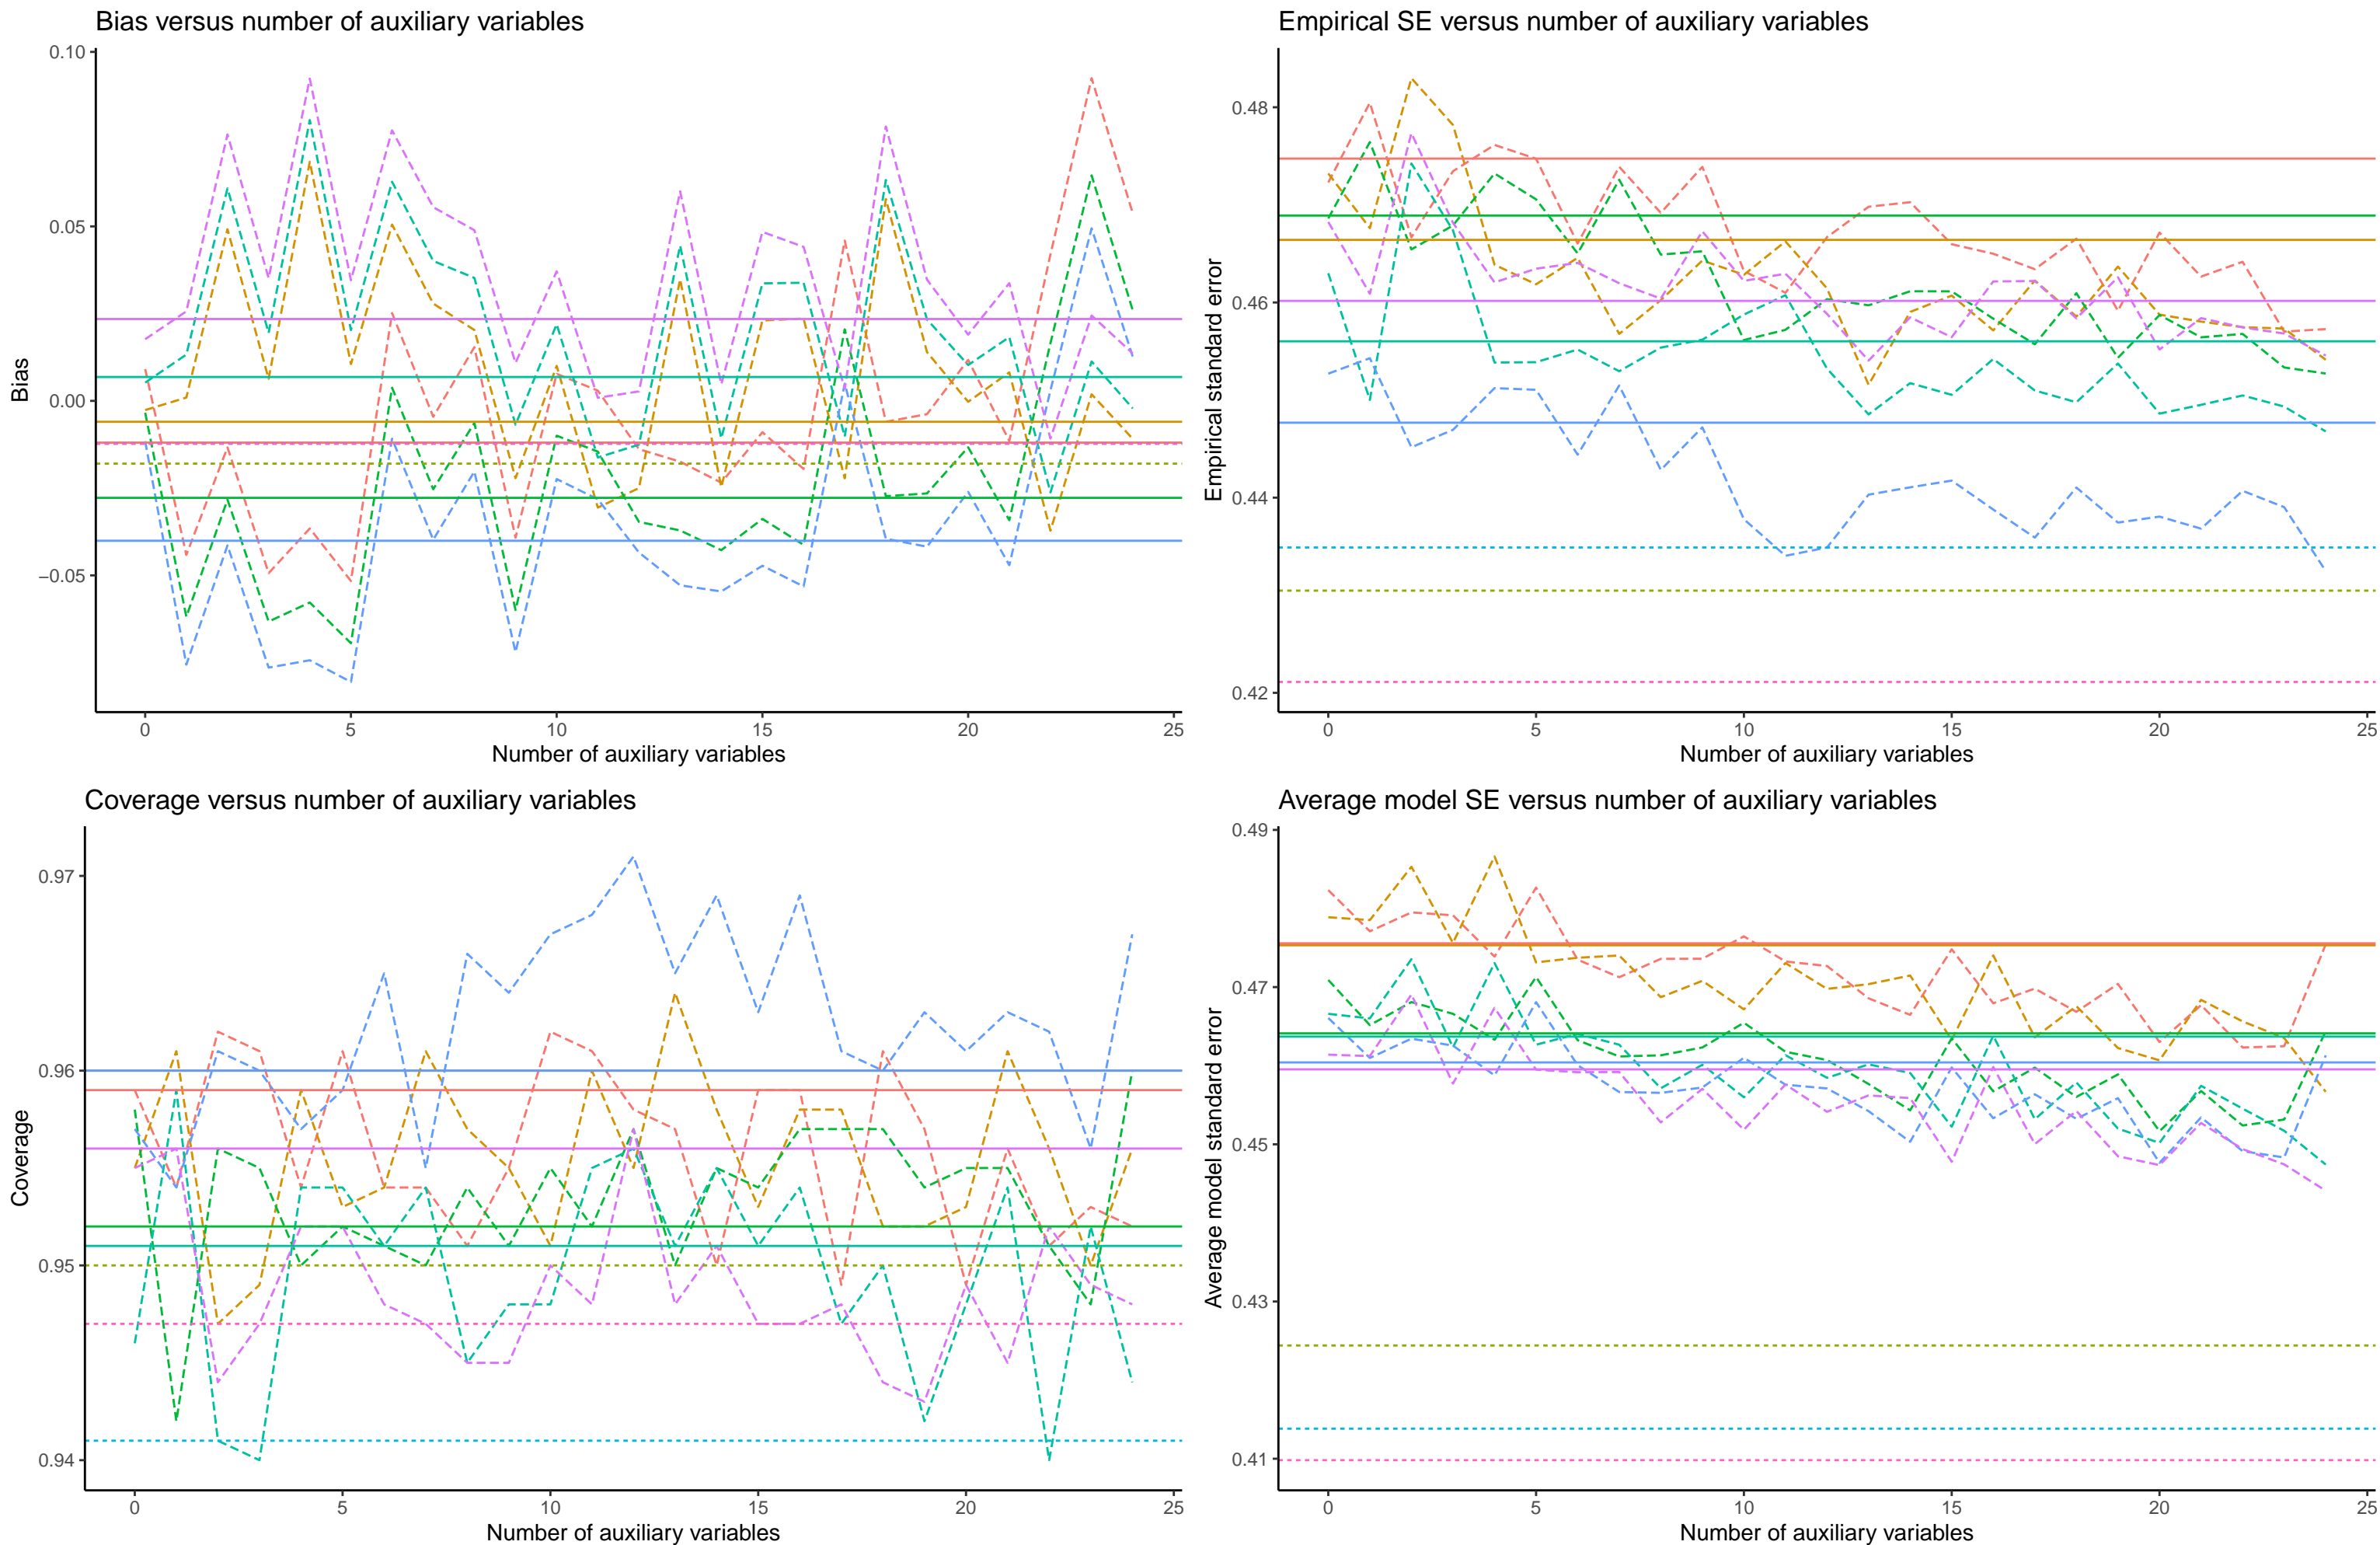 Bias versus number of auxiliary variables
0.10
0.05
0.00
−0.05
Bias
0 5 10 15 20 25
Number of auxiliary variables
Empirical SE versus number of auxiliary variables
0.48
0.46
0.44
0.42
Empirical standard error
0 5 10 15 20 25
Number of auxiliary variables
Coverage versus number of auxiliary variables
0.97
0.96
0.95
0.94
Coverage
0 5 10 15 20 25
Number of auxiliary variables
Average model SE versus number of auxiliary variables
0.49
0.47
0.45
0.43
0.41
Average model standard error
0 5 10 15 20 25
Number of auxiliary variables